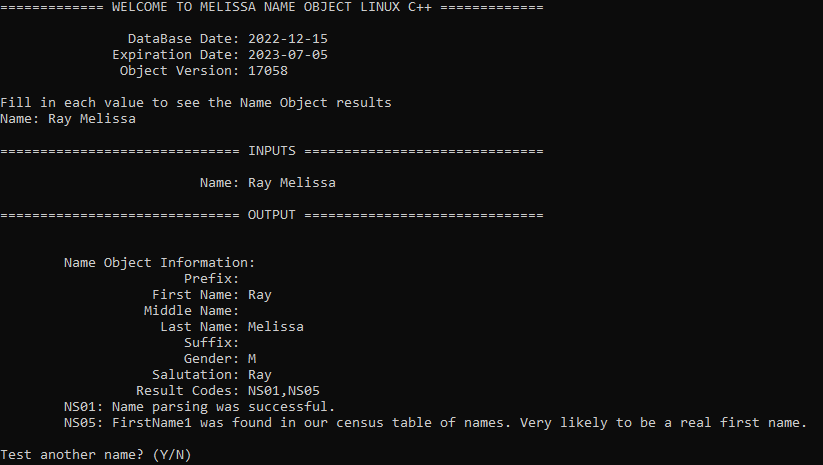 ============= WELCOME TO MELISSA NAME OBJECT LINUX C++ =============
DataBase Date: 2022-12-15
Expiration Date: 2023-07-05
Object Version: 17058
Fill in each value to see the Name Object results
Name: Ray Melissa
============================== INPUTS ==============================
Name: Ray Melissa
============================== OUTPUT ==============================
Name Object Information:
Prefix:
First Name: Ray
Middle Name:
Last Name: Melissa
Suffix:
Gender: M
Salutation: Ray
Result Codes: NS01,NS05
NS01: Name parsing was successful.
NS05: FirstName1 was found in our census table of names. Very likely to be a real first name.
Test another name? (Y/N)